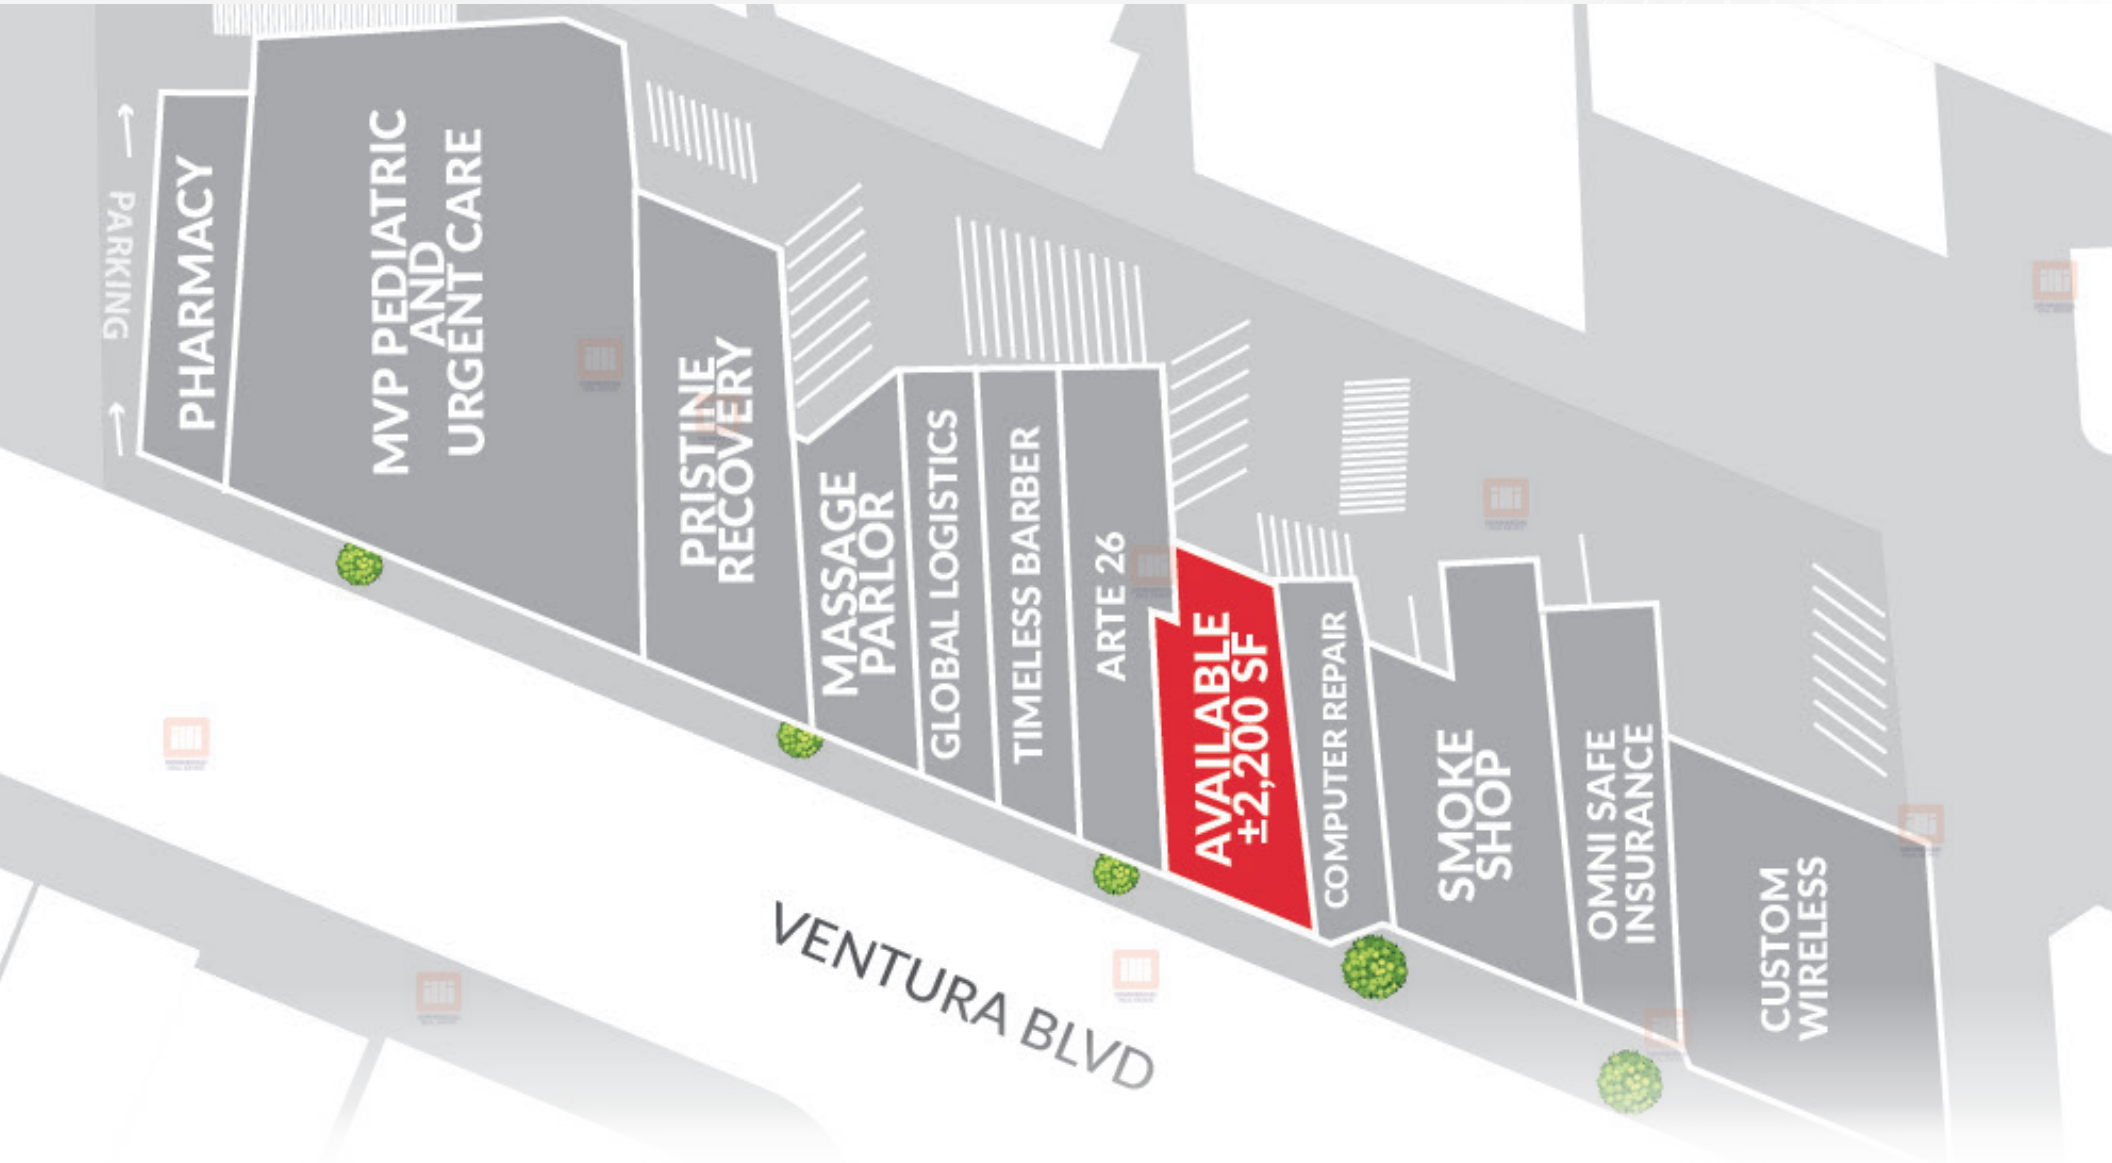 PARKING
PHARMACY
MVP PEDIATRIC
AND
URGENT CARE
PRISTINE
RECOVERY
MASSAGE
PARLOR
GLOBAL LOGISTICS
TIMELESS BARBER
ARTE 26
AVAILABLE
±2,200 SF
COMPUTER REPAIR
SMOKE
SHOP
OMNI SAFE
INSURANCE
CUSTOM
WIRELESS
VENTURA BLVD